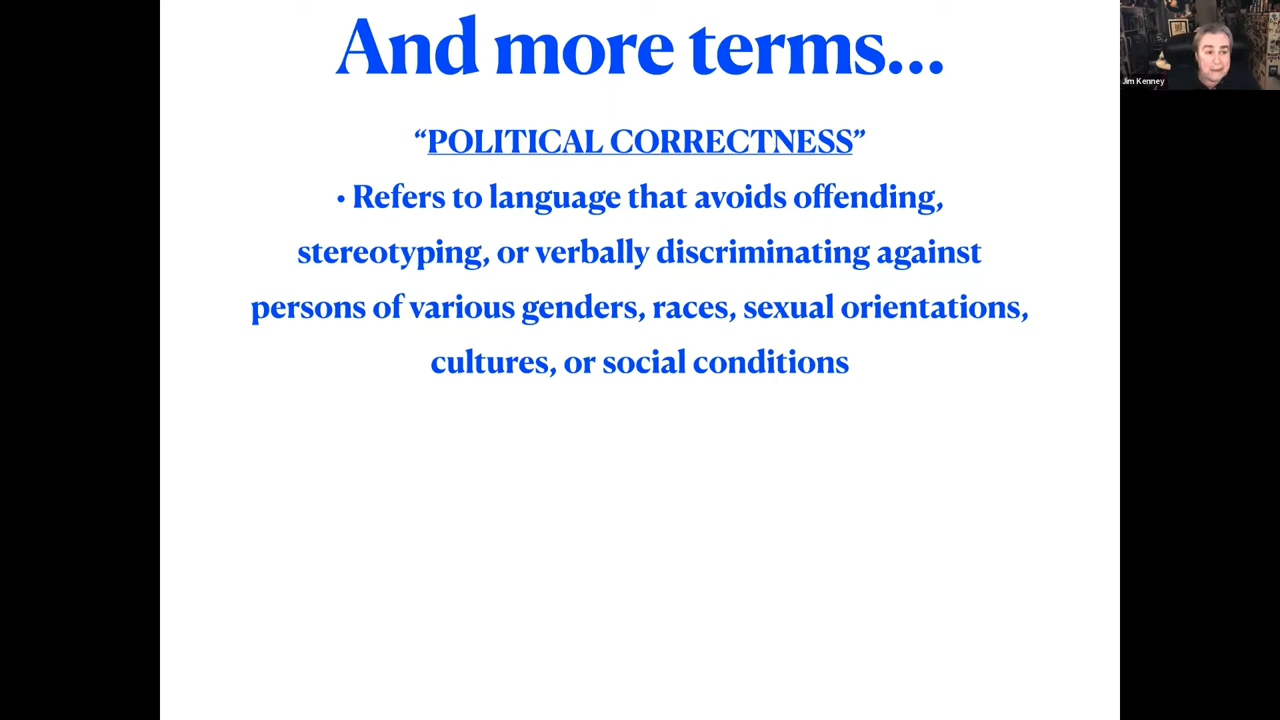 And more terms...
“POLITICAL CORRECTNESS”
• Refers to language that avoids offending,
stereotyping, or verbally discriminating against
persons of various genders, races, sexual orientations,
cultures, or social conditions
Jim Kenney